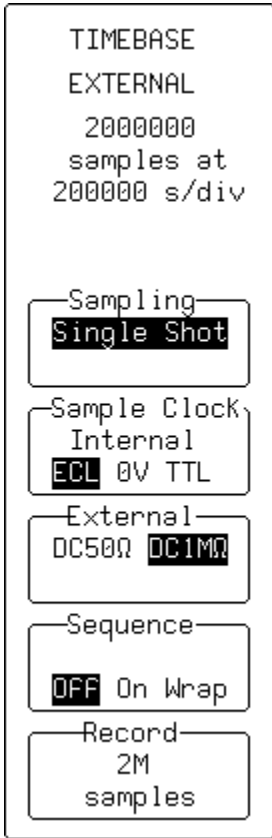 TIMEBASE
EXTERNAL
2000000
samples at
200000 s/div
Sampling
Single Shot
Sample Clock
Internal
ECL 0V TTL
External
DC50Ω DC1MΩ
Sequence
OFF On Wrap
Record
2M
samples